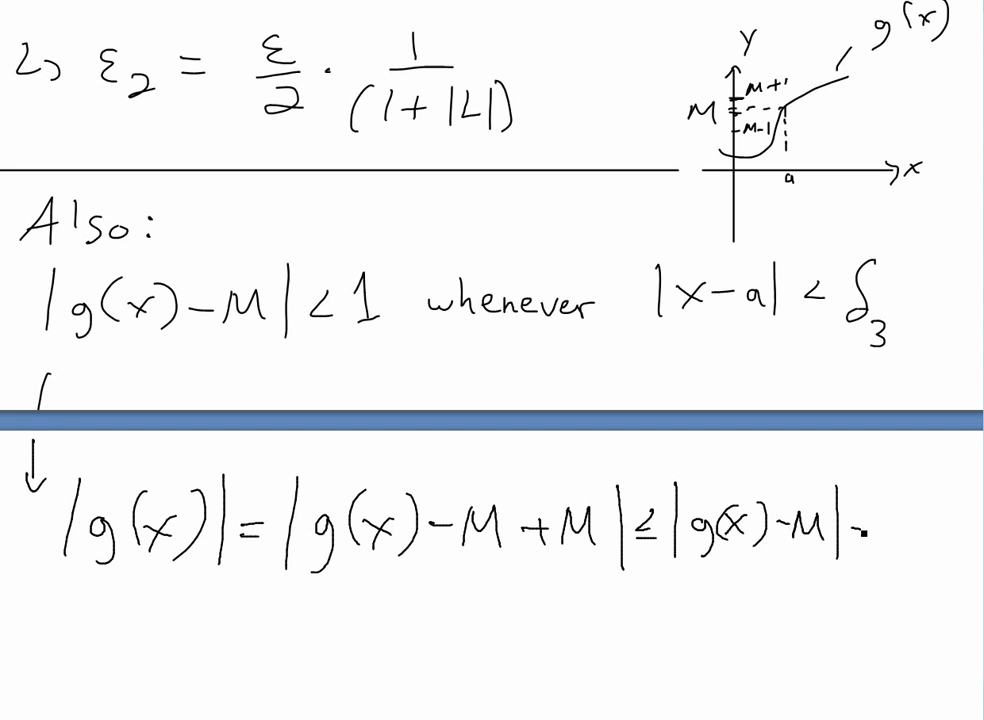 2) ε₂ = ε/2 · 1/(1 + |L|)
g(x)
y
M+1
M
M-1
a
x
Also:
|g(x) - M| < 1 whenever |x - a| < δ₃
|g(x)| = |g(x) - M + M| ≤ |g(x) - M| -